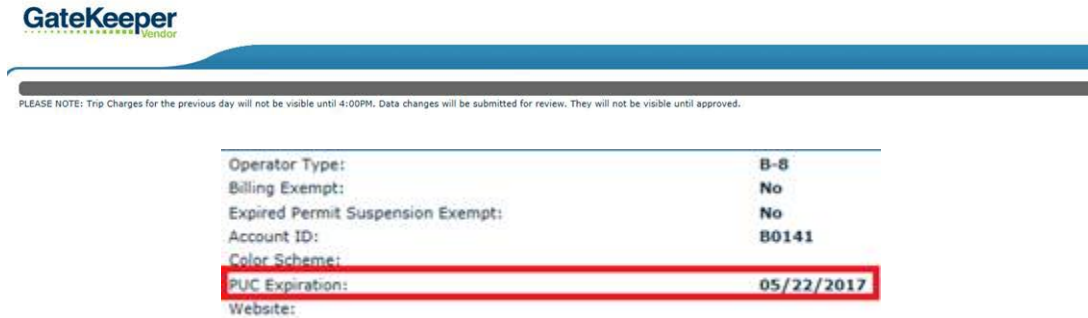 GateKeeper
Vendor
PLEASE NOTE: Trip Charges for the previous day will not be visible until 4:00PM. Data changes will be submitted for review. They will not be visible until approved.
Operator Type: B-8
Billing Exempt: No
Expired Permit Suspension Exempt: No
Account ID: B0141
Color Scheme:
PUC Expiration: 05/22/2017
Website: